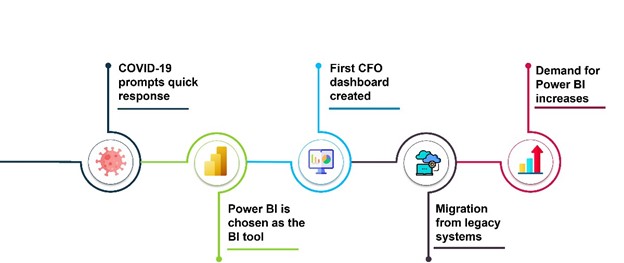 COVID-19
prompts quick
response
Power BI is
chosen as the
BI tool
First CFO
dashboard
created
Migration
from legacy
systems
Demand for
Power BI
increases